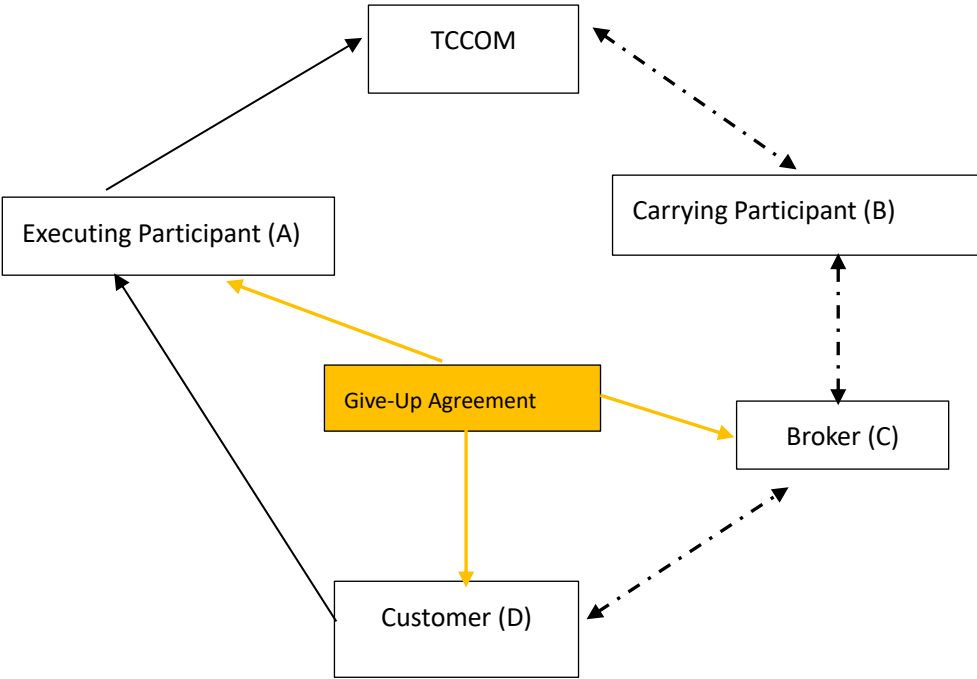 TCCOM
Executing Participant (A)
Carrying Participant (B)
Give-Up Agreement
Broker (C)
Customer (D)